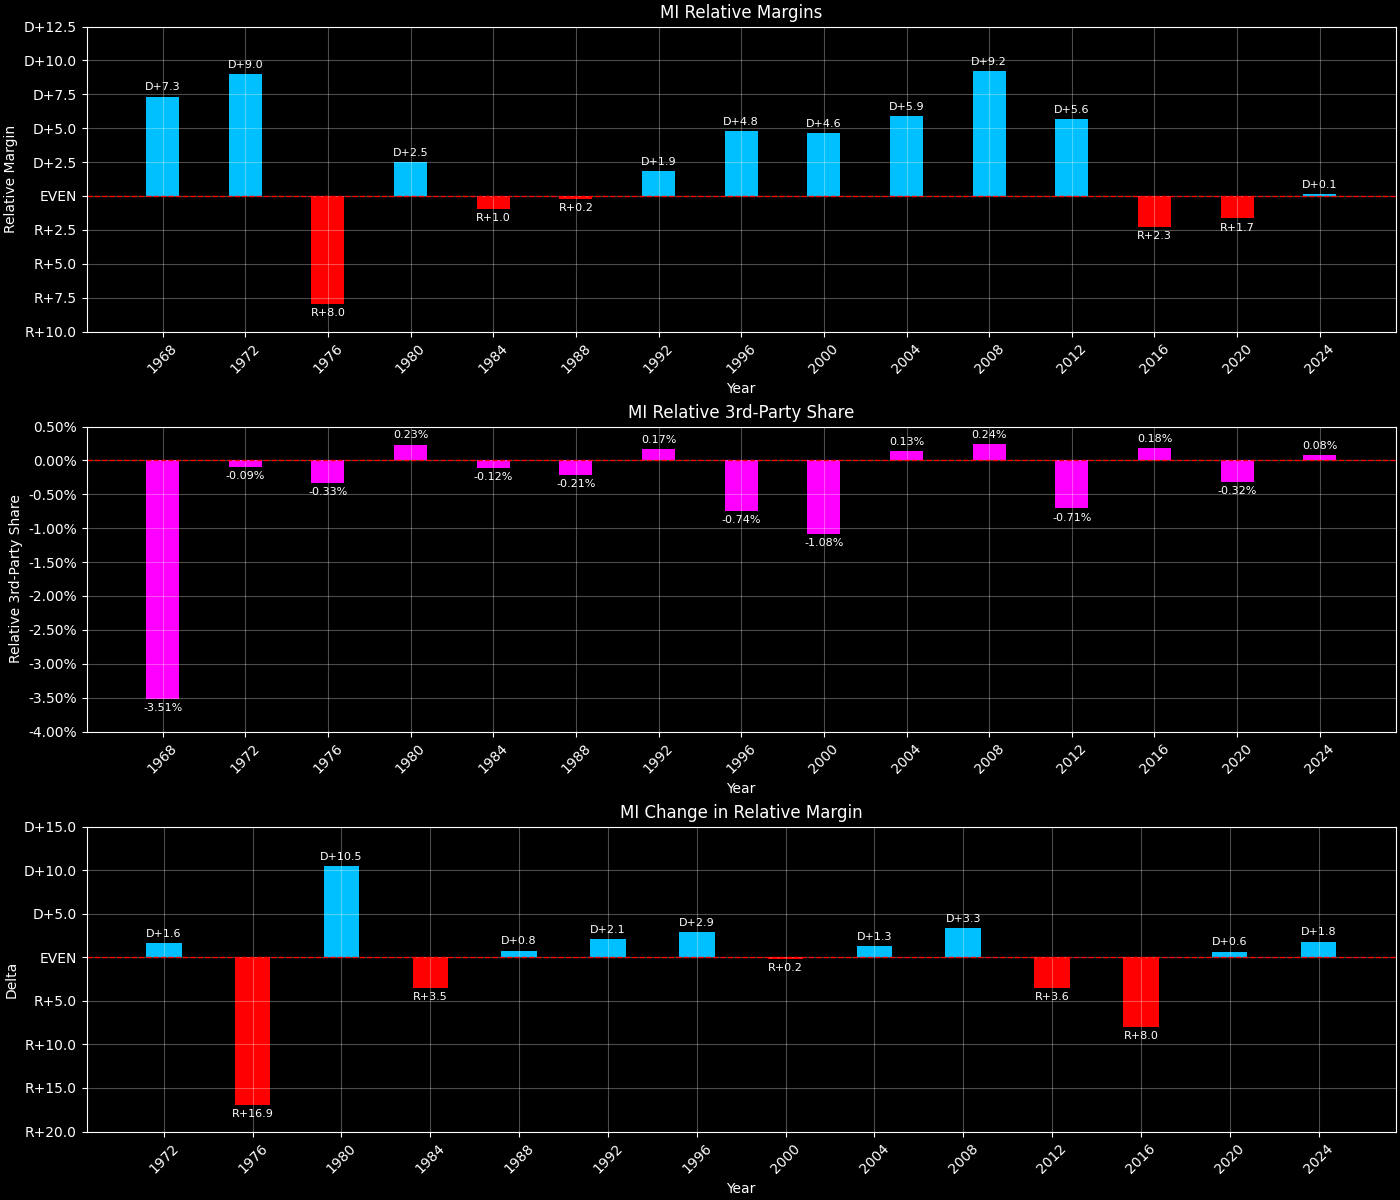 MI Relative Margins
D+12.5
D+10.0
D+7.5
D+5.0
D+2.5
EVEN
R+2.5
R+5.0
R+7.5
R+10.0
Relative Margin
D+7.3
D+9.0
R+8.0
D+2.5
R+1.0
R+0.2
D+1.9
D+4.8
D+4.6
D+5.9
D+9.2
D+5.6
R+2.3
R+1.7
D+0.1
1968
1972
1976
1980
1984
1988
1992
1996
2000
2004
2008
2012
2016
2020
2024
Year
MI Relative 3rd-Party Share
0.50%
0.00%
-0.50%
-1.00%
-1.50%
-2.00%
-2.50%
-3.00%
-3.50%
-4.00%
Relative 3rd-Party Share
-3.51%
-0.09%
-0.33%
0.23%
-0.12%
-0.21%
0.17%
-0.74%
-1.08%
0.13%
0.24%
-0.71%
0.18%
-0.32%
0.08%
1968
1972
1976
1980
1984
1988
1992
1996
2000
2004
2008
2012
2016
2020
2024
Year
MI Change in Relative Margin
D+15.0
D+10.0
D+5.0
EVEN
R+5.0
R+10.0
R+15.0
R+20.0
Delta
D+1.6
R+16.9
D+10.5
R+3.5
D+0.8
D+2.1
D+2.9
R+0.2
D+1.3
D+3.3
R+3.6
R+8.0
D+0.6
D+1.8
1972
1976
1980
1984
1988
1992
1996
2000
2004
2008
2012
2016
2020
2024
Year